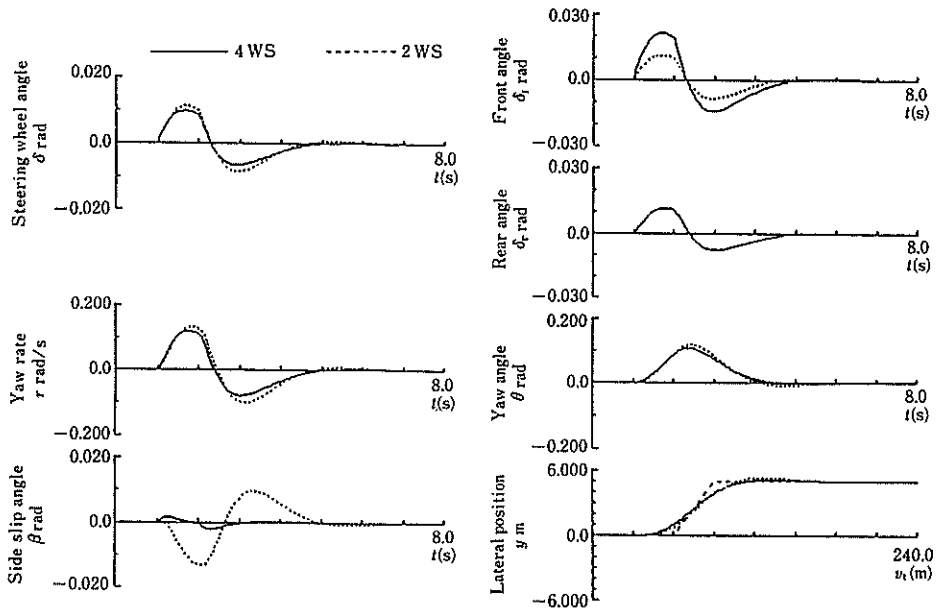 4 WS
2 WS
Steering wheel angle
δ rad
0.020
0.0
−0.020
8.0
t(s)
Yaw rate
r rad/s
0.200
0.0
−0.200
8.0
t(s)
Side slip angle
β rad
0.020
0.0
−0.020
8.0
t(s)
Front angle
δf rad
0.030
0.0
−0.030
8.0
t(s)
Rear angle
δr rad
0.030
0.0
−0.030
8.0
t(s)
Yaw angle
θ rad
0.200
0.0
−0.200
8.0
t(s)
Lateral position
y m
6.000
0.0
−6.000
240.0
vt(m)